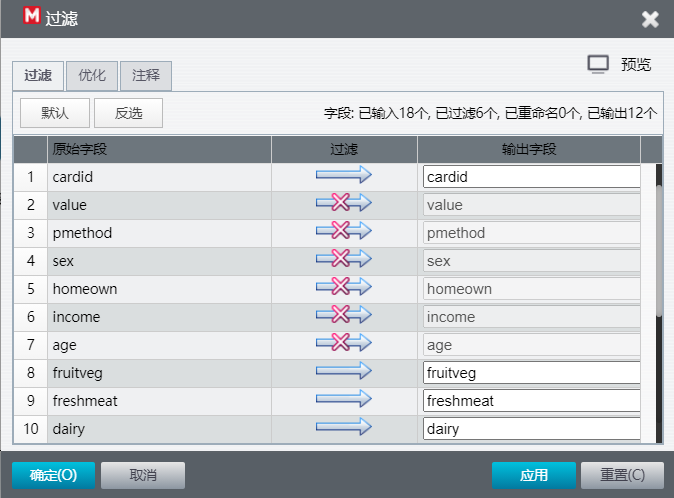 M 过滤
预览
过滤 优化 注释
默认 反选 字段: 已输入18个, 已过滤6个, 已重命名0个, 已输出12个
原始字段 过滤 输出字段
1 cardid cardid
2 value value
3 pmethod pmethod
4 sex sex
5 homeown homeown
6 income income
7 age age
8 fruitveg fruitveg
9 freshmeat freshmeat
10 dairy dairy
确定(O) 取消 应用 重置(C)